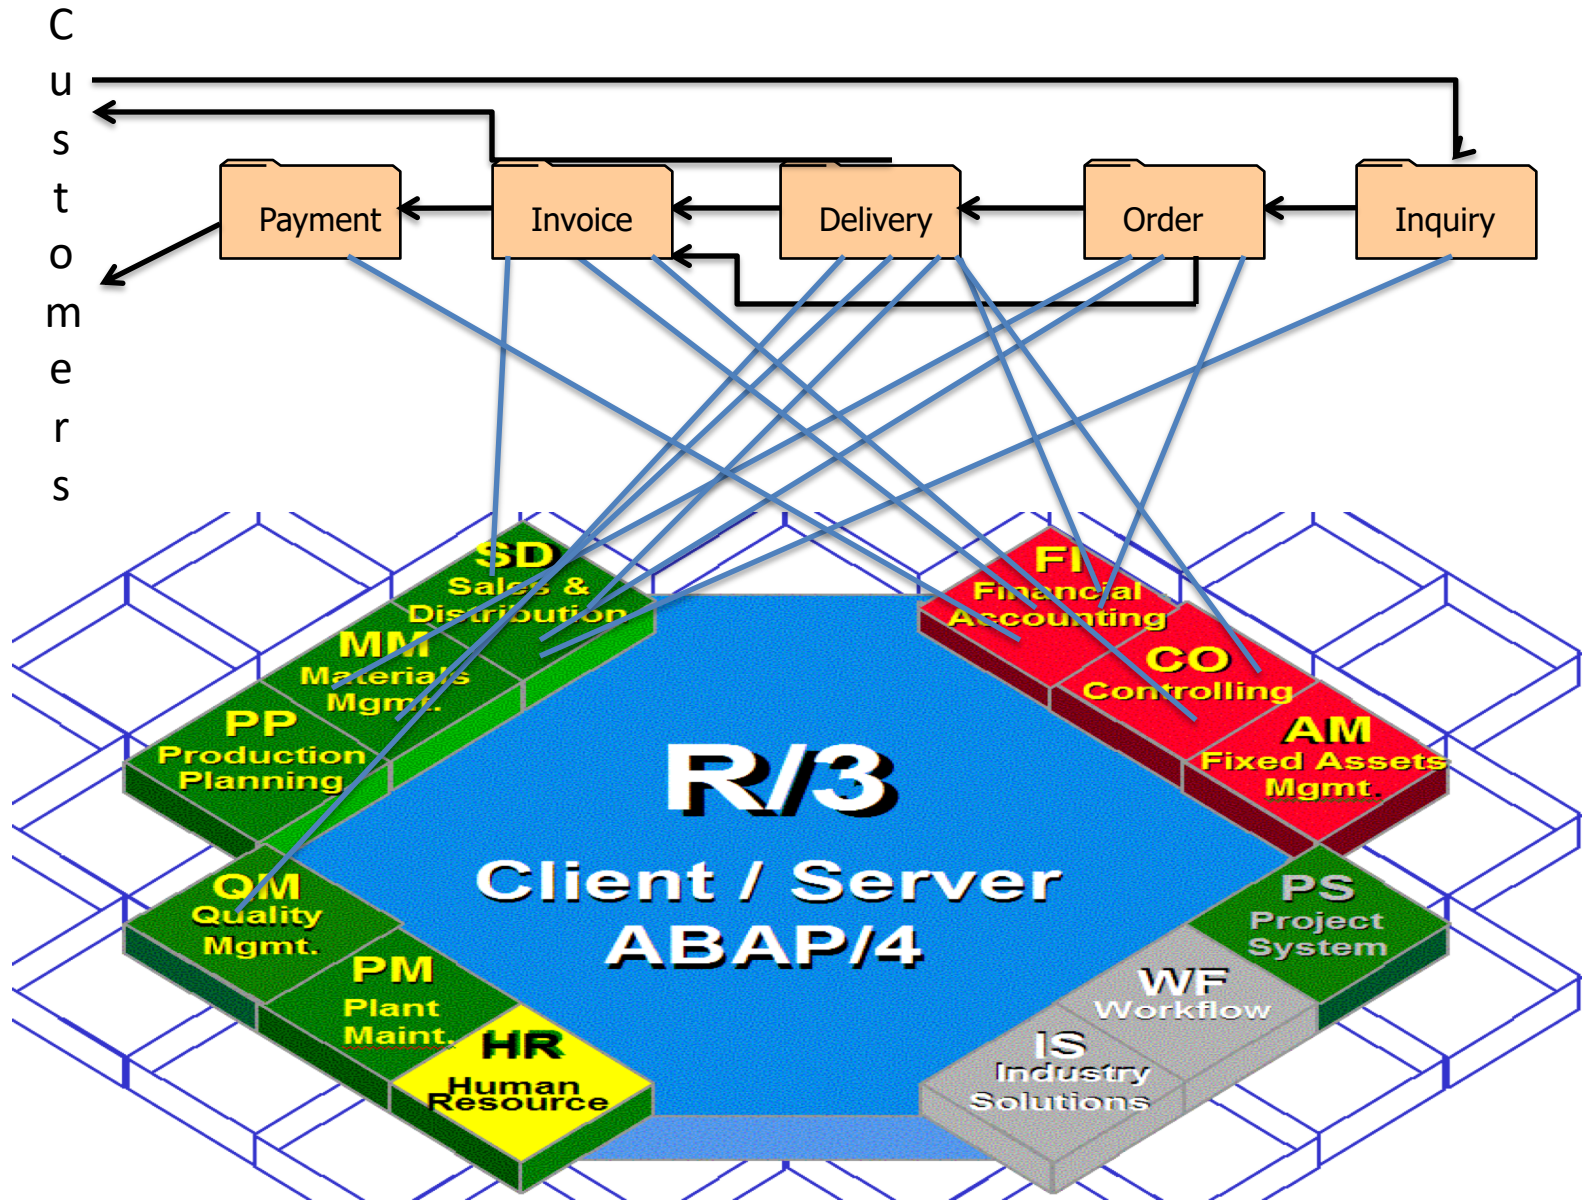 Customers
Payment
Invoice
Delivery
Order
Inquiry
SD
Sales &
Distribution
MM
Materials
Mgmt.
PP
Production
Planning
FI
Financial
Accounting
CO
Controlling
AM
Fixed Assets
Mgmt.
R/3
Client / Server
ABAP/4
QM
Quality
Mgmt.
PM
Plant
Maint.
HR
Human
Resource
PS
Project
System
WF
Workflow
IS
Industry
Solutions